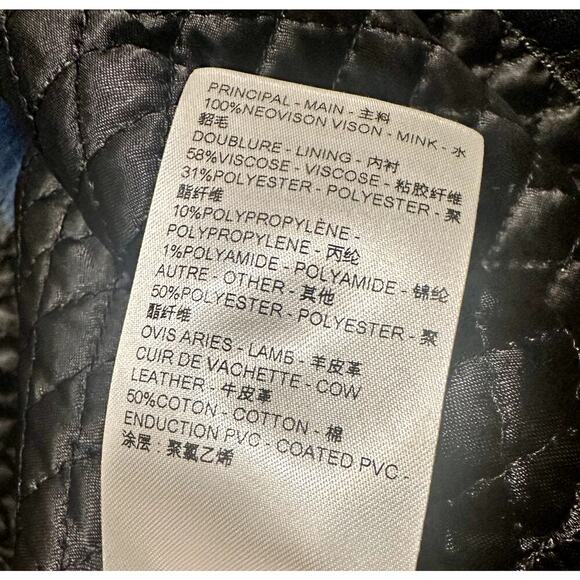 PRINCIPAL - MAIN - 主料
100%NEOVISON VISON - MINK - 水
貂毛
DOUBLURE - LINING - 内衬
58%VISCOSE - VISCOSE - 粘胶纤维
31%POLYESTER - POLYESTER - 聚
酯纤维
10%POLYPROPYLÈNE -
POLYPROPYLENE - 丙纶
1%POLYAMIDE - POLYAMIDE - 锦纶
AUTRE - OTHER - 其他
50%POLYESTER - POLYESTER - 聚
酯纤维
OVIS ARIES - LAMB - 羊皮革
CUIR DE VACHETTE - COW
LEATHER - 牛皮革
50%COTON - COTTON - 棉
ENDUCTION PVC - COATED PVC -
涂层：聚氯乙烯